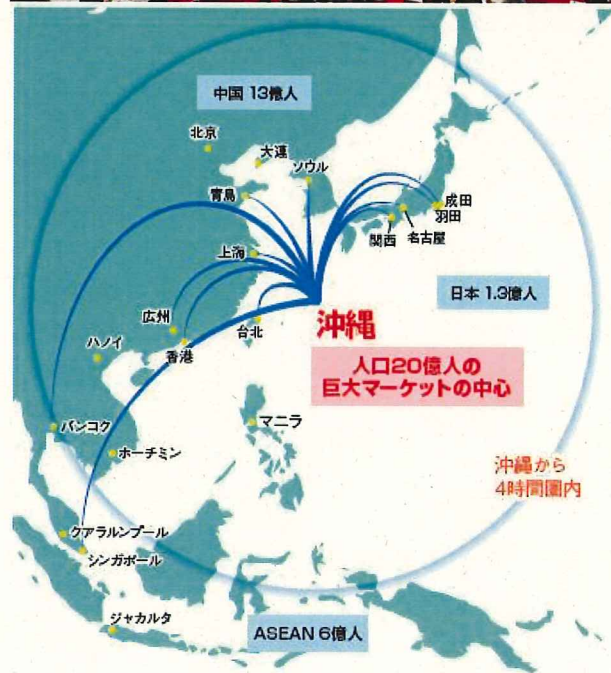 中国 13億人
北京
大連
ソウル
青島
成田
羽田
関西
名古屋
上海
日本 1.3億人
広州
台北
沖縄
ハノイ
香港
人口20億人の
巨大マーケットの中心
バンコク
マニラ
ホーチミン
沖縄から
4時間圏内
クアラルンプール
シンガポール
ジャカルタ
ASEAN 6億人